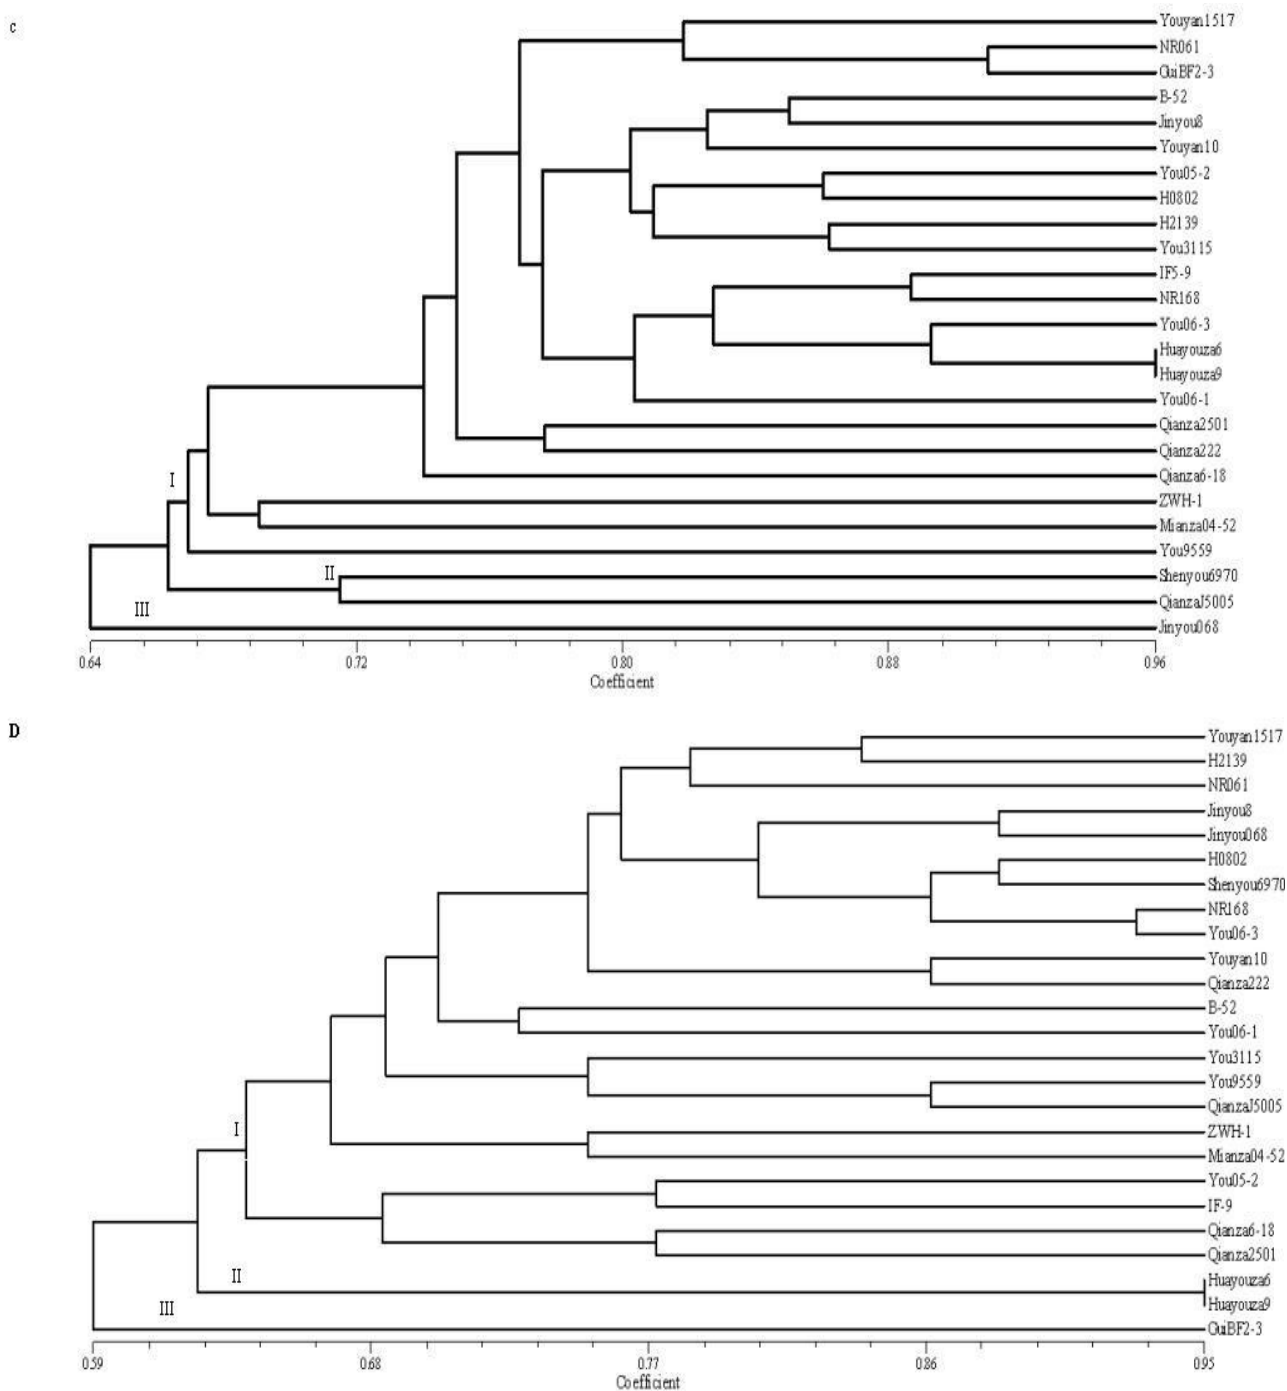 c
Youyan1517
NR061
GuiBF2-3
B-52
Jinyou8
Youyan10
You05-2
H0802
H2139
You3115
IF5-9
NR168
You06-3
Huayouza6
Huayouza9
You06-1
Qianza2501
Qianza222
Qianza6-18
I
ZWH-1
Mianza04-52
You9559
II
Shenyou6970
QianzaJ5005
III
Jinyou068
0.64 0.72 0.80 0.88 0.96
Coefficient
D
Youyan1517
H2139
NR061
Jinyou8
Jinyou068
H0802
Shenyou6970
NR168
You06-3
Youyan10
Qianza222
B-52
You06-1
You3115
You9559
QianzaJ5005
I
ZWH-1
Mianza04-52
You05-2
IF-9
Qianza6-18
Qianza2501
II
Huayouza6
Huayouza9
III
GuiBF2-3
0.59 0.68 0.77 0.86 0.95
Coefficient